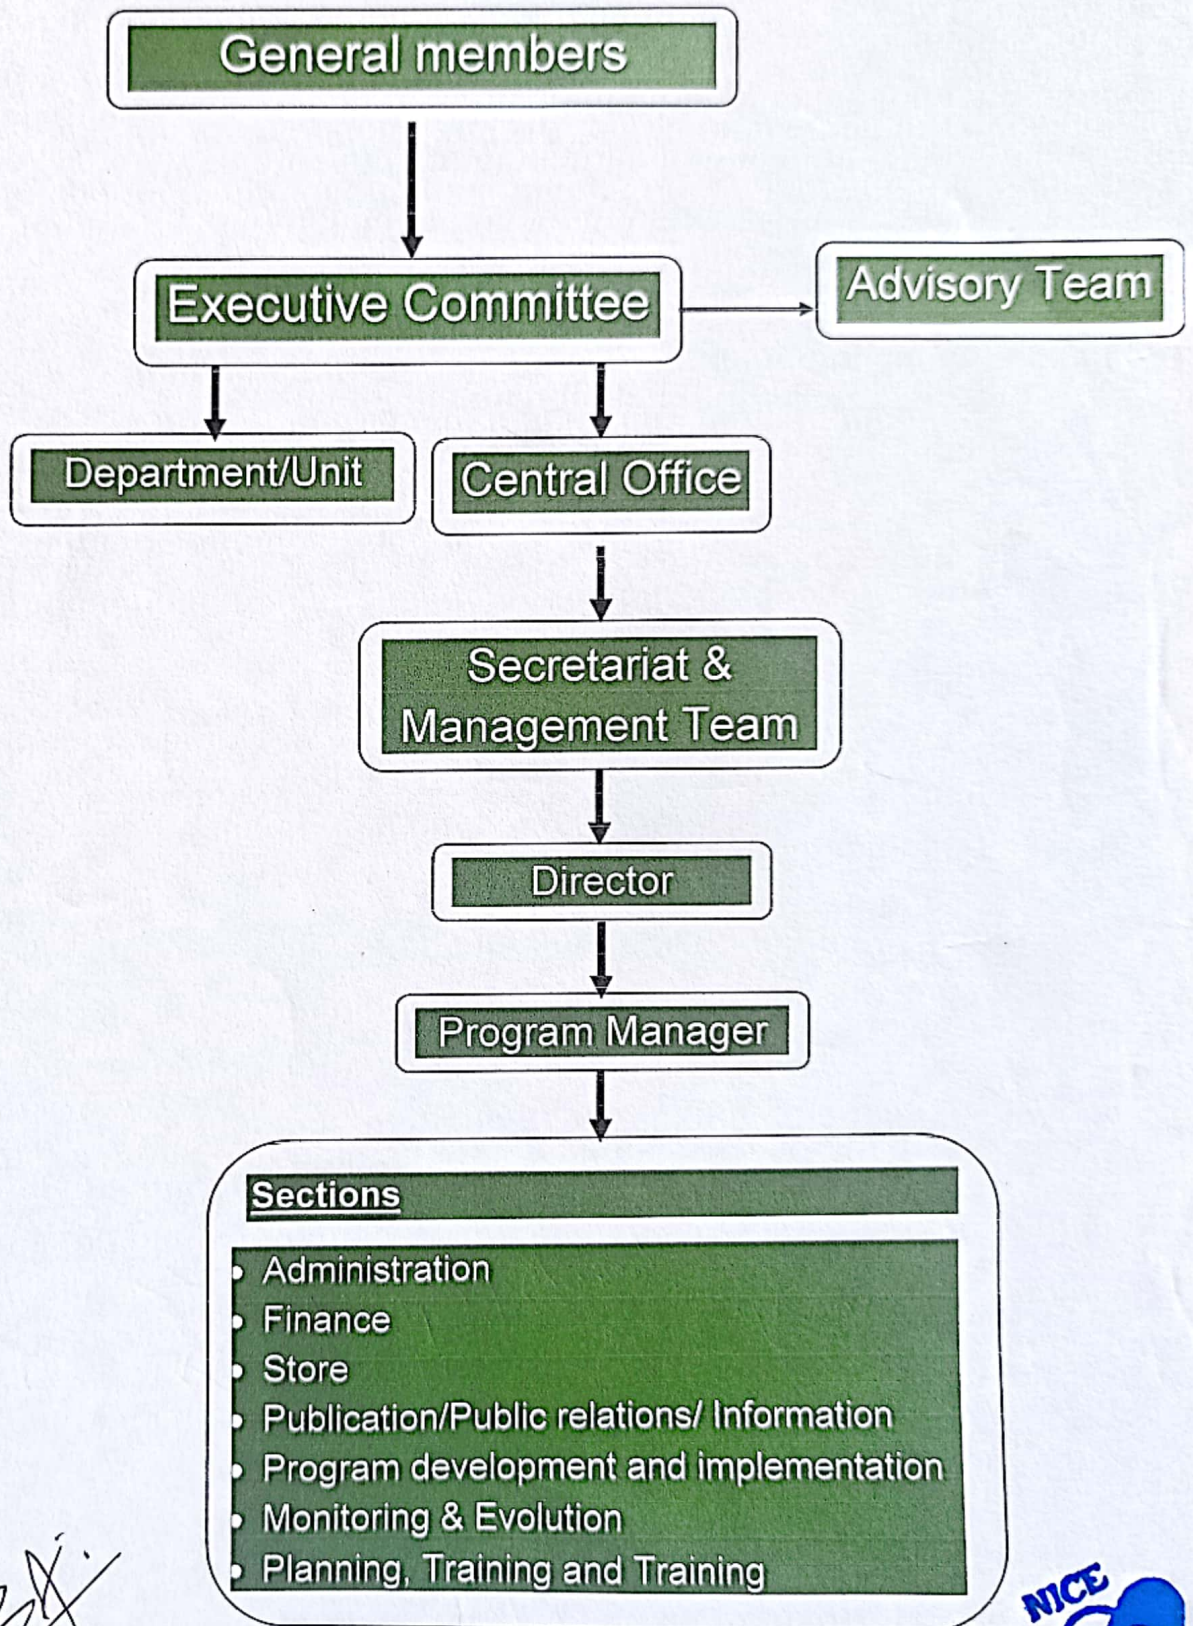 General members
Executive Committee
Advisory Team
Department/Unit
Central Office
Secretariat &
Management Team
Director
Program Manager
Sections
• Administration
• Finance
• Store
• Publication/Public relations/ Information
• Program development and implementation
• Monitoring & Evolution
• Planning, Training and Training
NICE